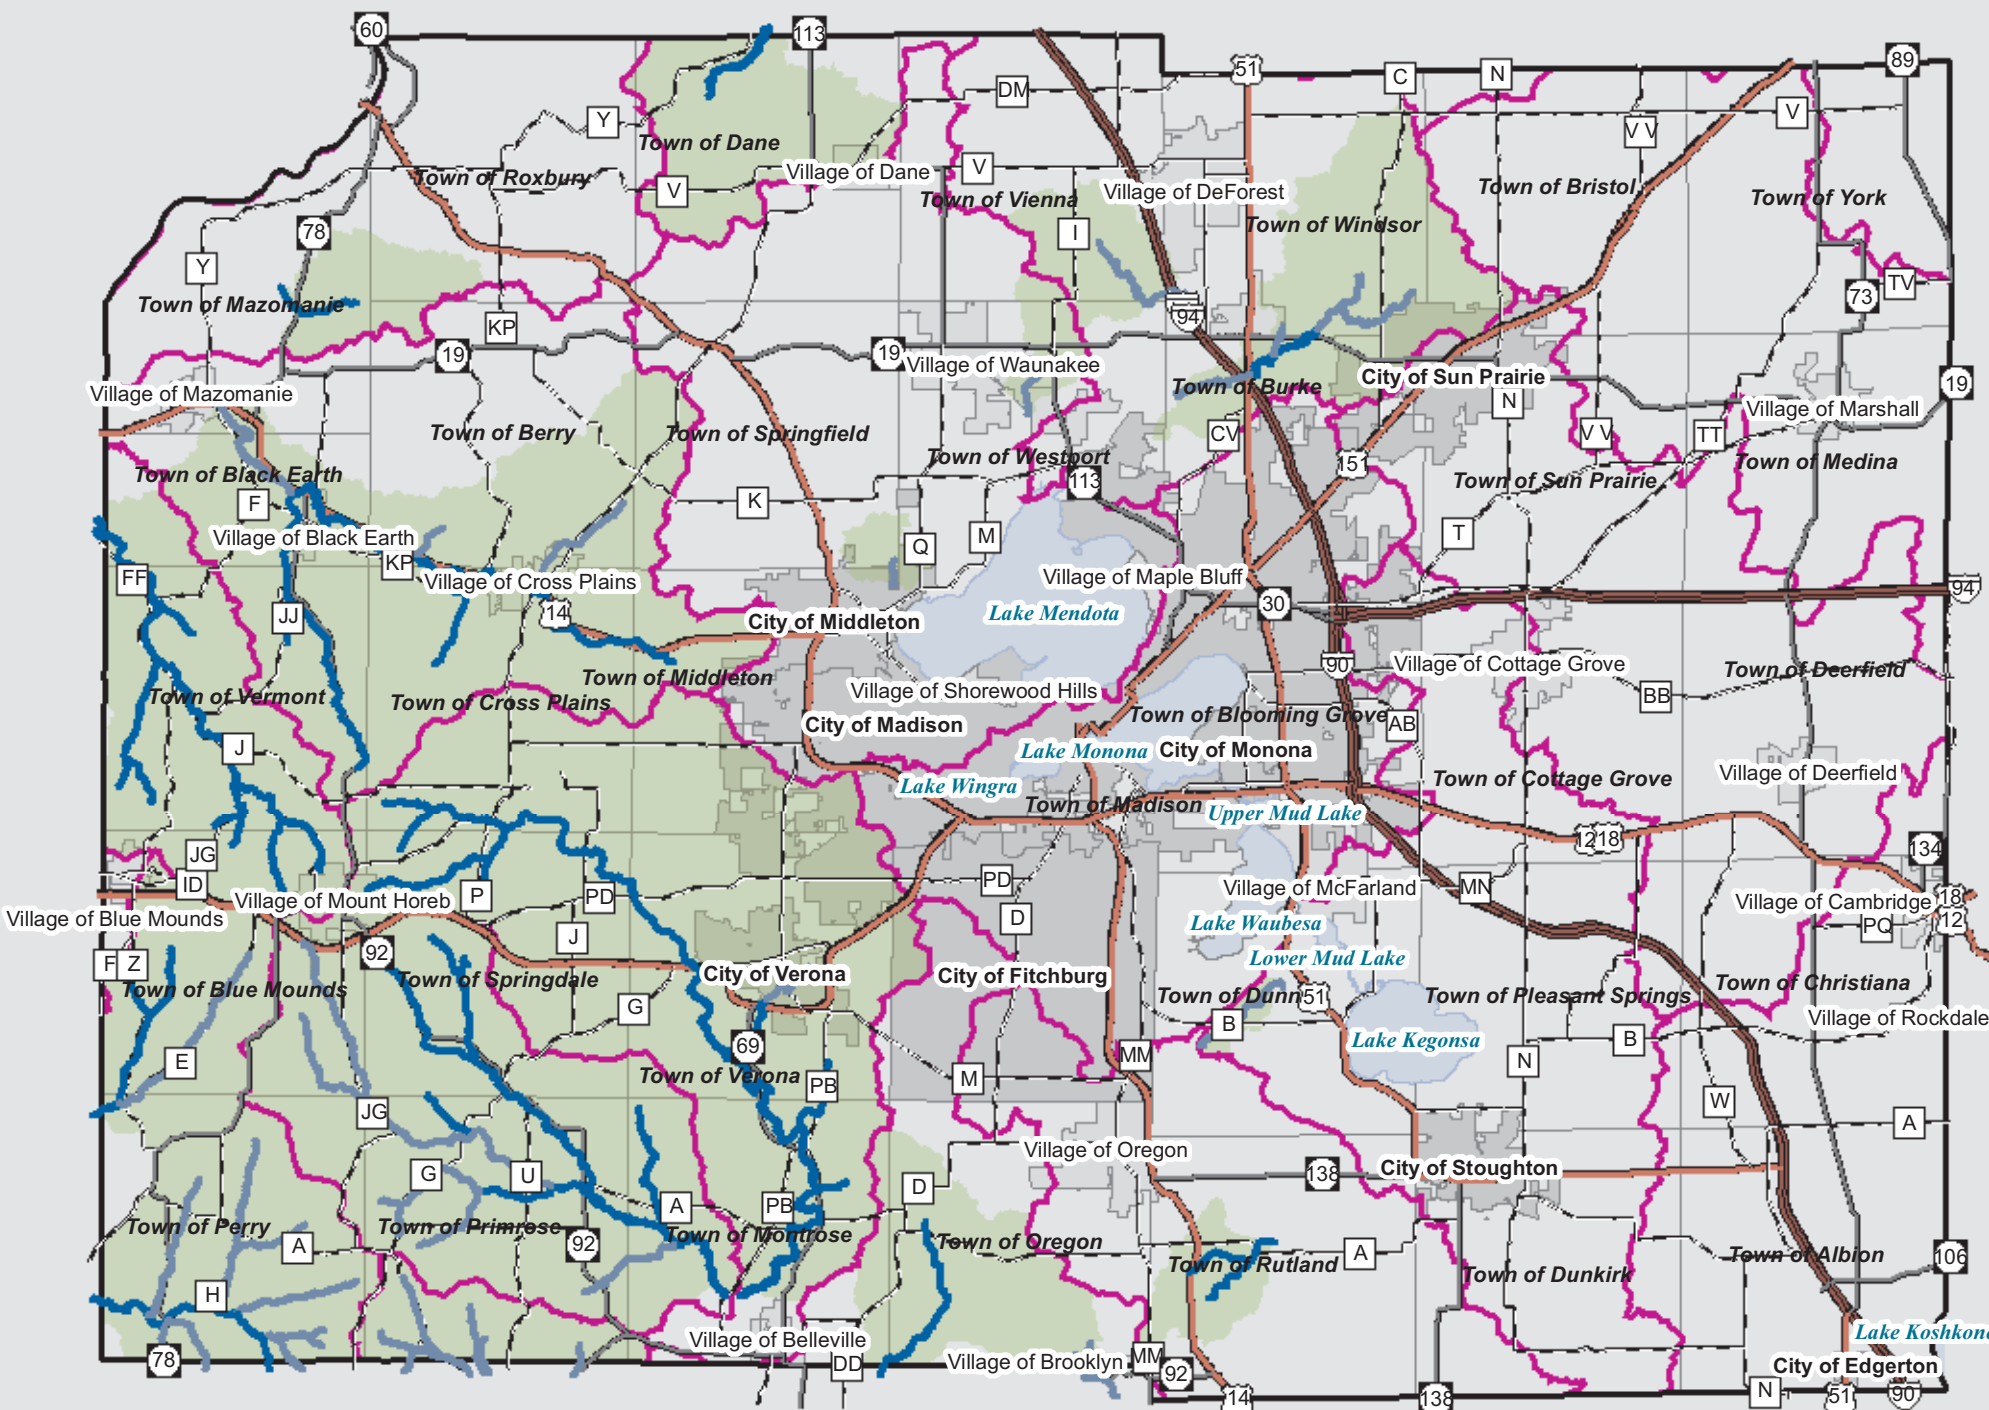 60
113
51
C
N
89
DM
V
Y
V V
Town of Dane
Village of Dane
V
Town of Roxbury
V
Village of DeForest
Town of Bristol
Town of York
Town of Vienna
Town of Windsor
78
I
Y
TV
73
Town of Mazomanie
94
KP
19
19
Village of Waunakee
City of Sun Prairie
19
Town of Burke
Village of Mazomanie
N
Village of Marshall
Town of Berry
Town of Springfield
CV
V V
TT
Town of Westport
151
Town of Medina
Town of Black Earth
113
Town of Sun Prairie
F
K
T
Village of Black Earth
Q
M
KP
FF
Village of Cross Plains
Village of Maple Bluff
94
JJ
14
30
Lake Mendota
City of Middleton
90
Village of Cottage Grove
Town of Deerfield
Town of Middleton
Village of Shorewood Hills
BB
Town of Vermont
Town of Cross Plains
Town of Blooming Grove
AB
City of Madison
J
Lake Monona
City of Monona
Village of Deerfield
Town of Cottage Grove
Lake Wingra
Town of Madison
Upper Mud Lake
1218
JG
134
ID
PD
MN
Village of McFarland
P
PD
Village of Mount Horeb
18
Village of Cambridge
Village of Blue Mounds
D
Lake Waubesa
12
PQ
J
92
Lower Mud Lake
F
Z
City of Verona
City of Fitchburg
Town of Springdale
Town of Christiana
Town of Blue Mounds
Town of Dunn
51
Town of Pleasant Springs
G
Village of Rockdale
B
Lake Kegonsa
B
69
MM
E
N
Town of Verona
M
PB
W
JG
A
Village of Oregon
City of Stoughton
G
U
138
D
A
PB
Town of Perry
Town of Primrose
Town of Montrose
A
92
Town of Oregon
A
106
Town of Albion
Town of Rutland
Town of Dunkirk
H
Village of Belleville
78
DD
Village of Brooklyn
MM
92
City of Edgerton
N
51
90
14
138